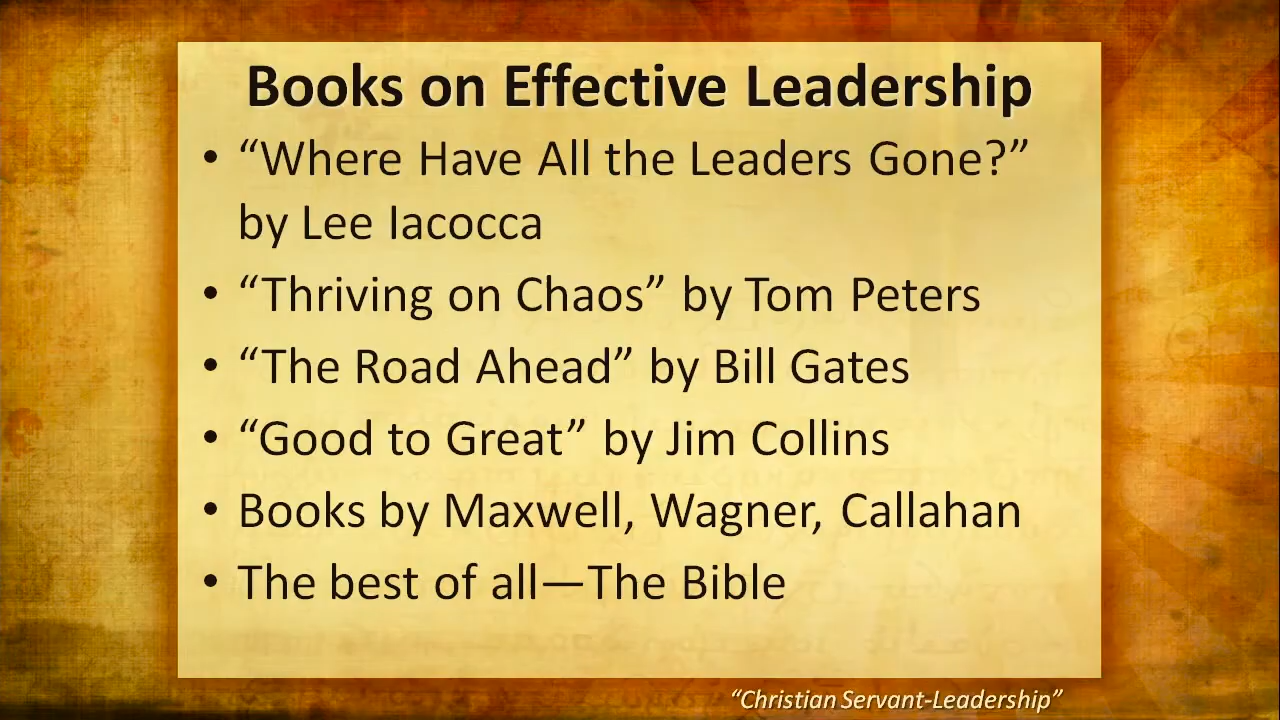 Books on Effective Leadership
• “Where Have All the Leaders Gone?”
by Lee Iacocca
• “Thriving on Chaos” by Tom Peters
• “The Road Ahead” by Bill Gates
• “Good to Great” by Jim Collins
• Books by Maxwell, Wagner, Callahan
• The best of all—The Bible
“Christian Servant-Leadership”